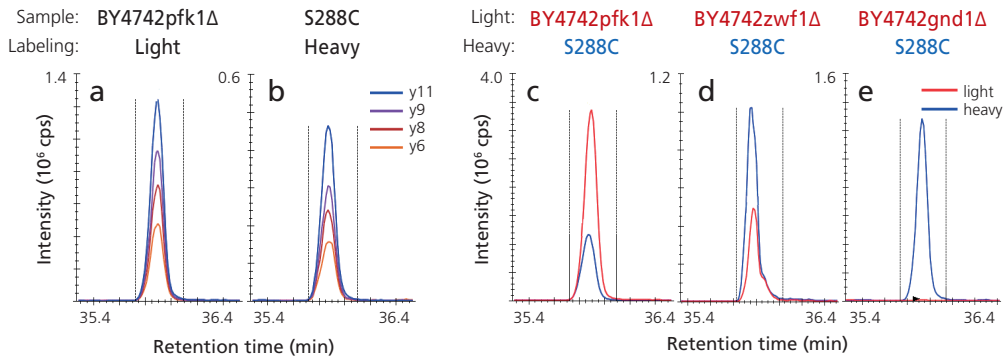 Sample: BY4742pfk1Δ S288C Light: BY4742pfk1Δ BY4742zwf1Δ BY4742gnd1Δ
Labeling: Light Heavy Heavy: S288C S288C S288C
1.4 0.6 4.0 1.2 1.6
a b c d e
y11 light
y9 heavy
y8
y6
Intensity (10⁶ cps) Intensity (10⁶ cps)
35.4 36.4 35.4 36.4 35.4 36.4 35.4 36.4 35.4 36.4
Retention time (min) Retention time (min)